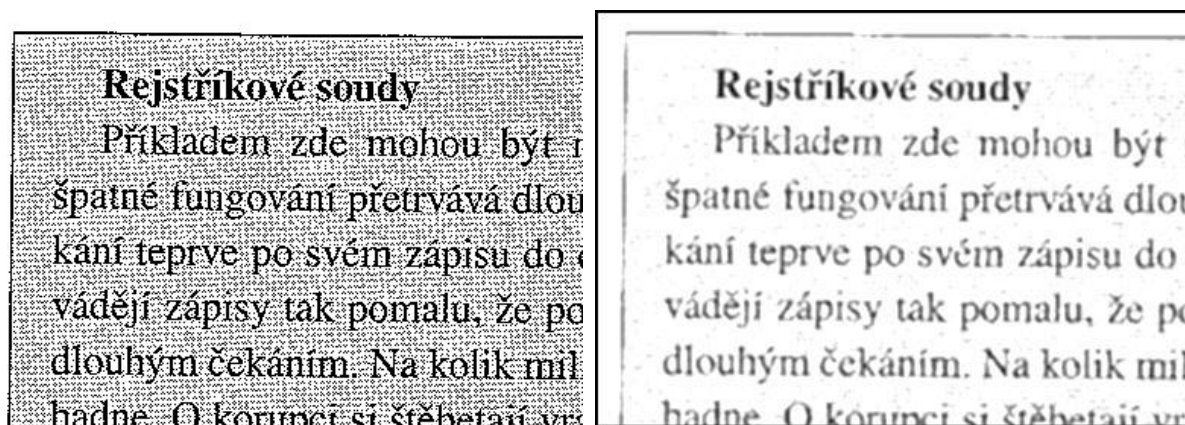 Rejstříkové soudy
Příkladem zde mohou být
špatné fungování přetrvává dlou
kání teprve po svém zápisu do
vádějí zápisy tak pomalu, že po
dlouhým čekáním. Na kolik mil
hadne. O korupci si štěbetají vr
Rejstříkové soudy
Příkladem zde mohou být
špatné fungování přetrvává dlou
kání teprve po svém zápisu do
vádějí zápisy tak pomalu, že po
dlouhým čekáním. Na kolik mil
hadne. O korupci si štěbetají vr